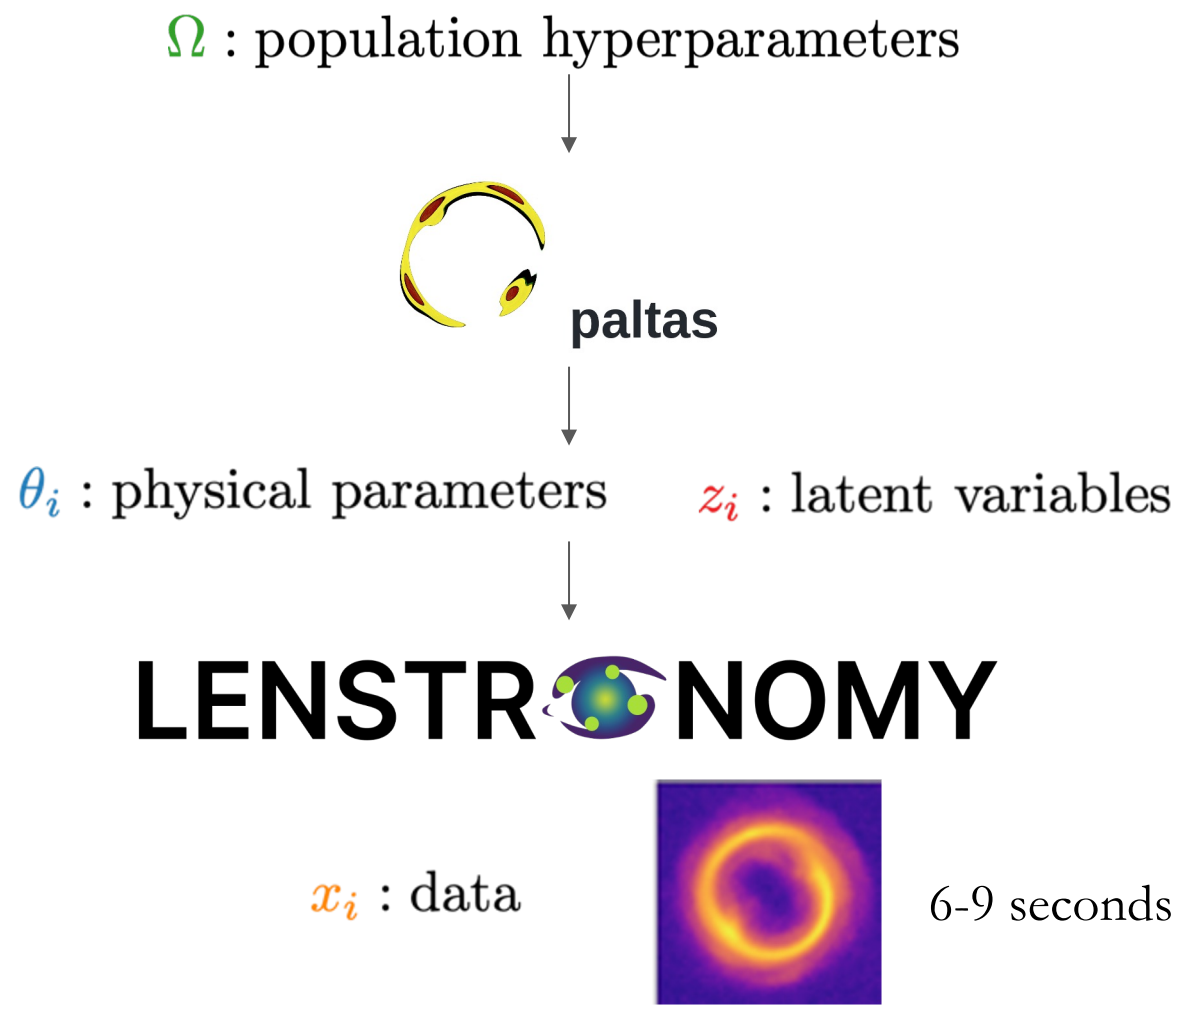 Ω : population hyperparameters
paltas
θi : physical parameters
zi : latent variables
LENSTRONOMY
xi : data
6-9 seconds